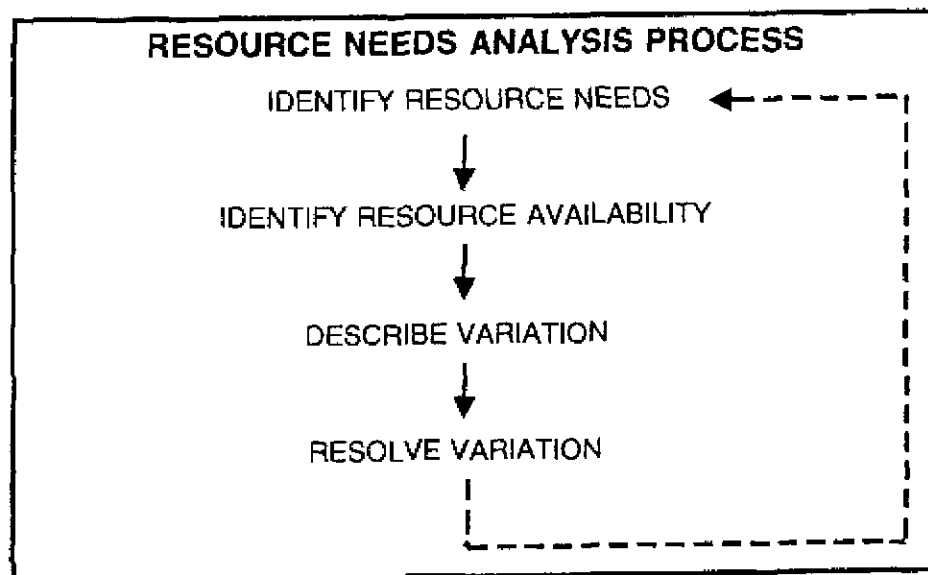 RESOURCE NEEDS ANALYSIS PROCESS
IDENTIFY RESOURCE NEEDS
IDENTIFY RESOURCE AVAILABILITY
DESCRIBE VARIATION
RESOLVE VARIATION